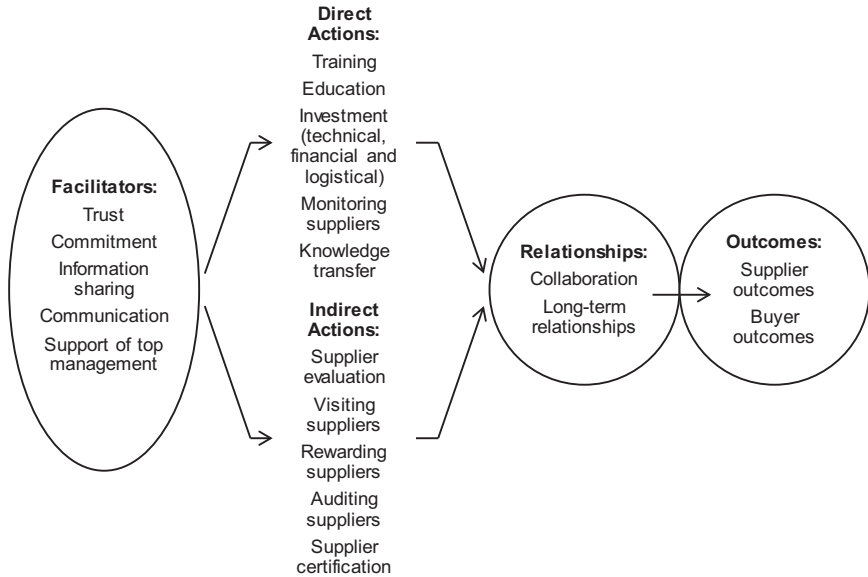 Facilitators:
Trust
Commitment
Information
sharing
Communication
Support of top
management
Direct
Actions:
Training
Education
Investment
(technical,
financial and
logistical)
Monitoring
suppliers
Knowledge
transfer
Indirect
Actions:
Supplier
evaluation
Visiting
suppliers
Rewarding
suppliers
Auditing
suppliers
Supplier
certification
Relationships:
Collaboration
Long-term
relationships
Outcomes:
Supplier
outcomes
Buyer
outcomes